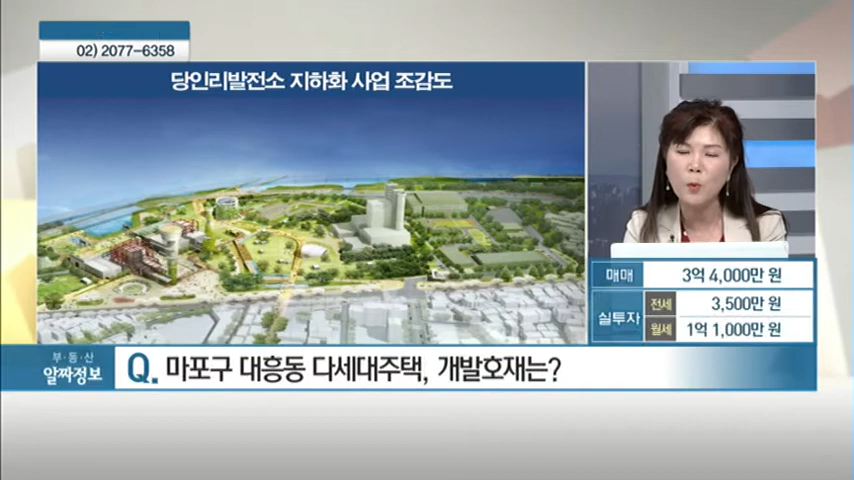 02) 2077-6358
당인리발전소 지하화 사업 조감도
매매 3억 4,000만 원
실투자 전세 3,500만 원
월세 1억 1,000만 원
부·동·산
알짜정보
Q. 마포구 대흥동 다세대주택, 개발호재는?